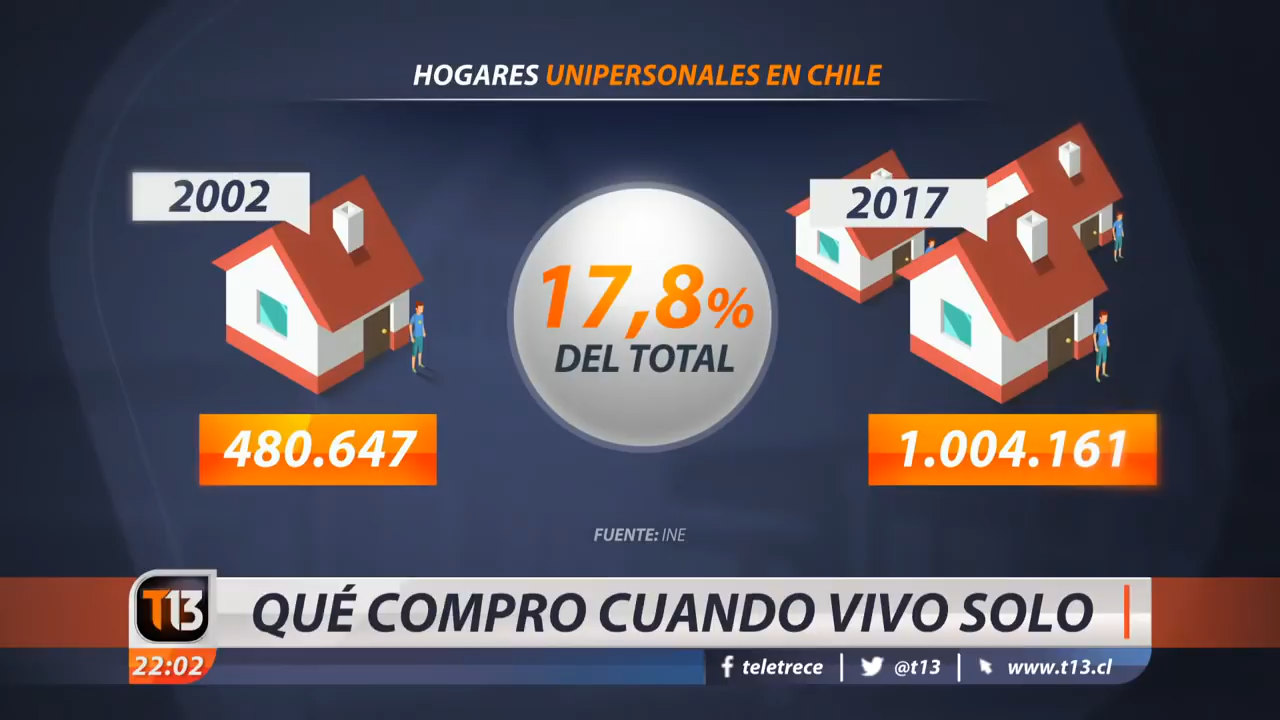 HOGARES UNIPERSONALES EN CHILE
2002
2017
17,8%
DEL TOTAL
480.647
1.004.161
FUENTE: INE
T13
QUÉ COMPRO CUANDO VIVO SOLO
22:02
teletrece
@t13
www.t13.cl